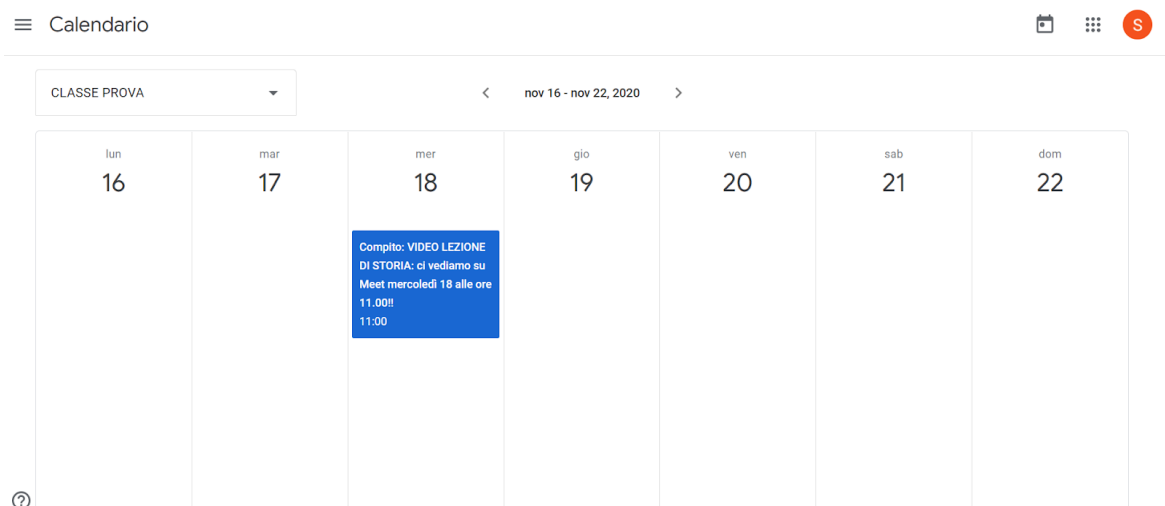 Calendario
S
CLASSE PROVA
nov 16 - nov 22, 2020
lun
mar
mer
gio
ven
sab
dom
16
17
18
19
20
21
22
Compito: VIDEO LEZIONE
DI STORIA: ci vediamo su
Meet mercoledì 18 alle ore
11.00!!
11:00